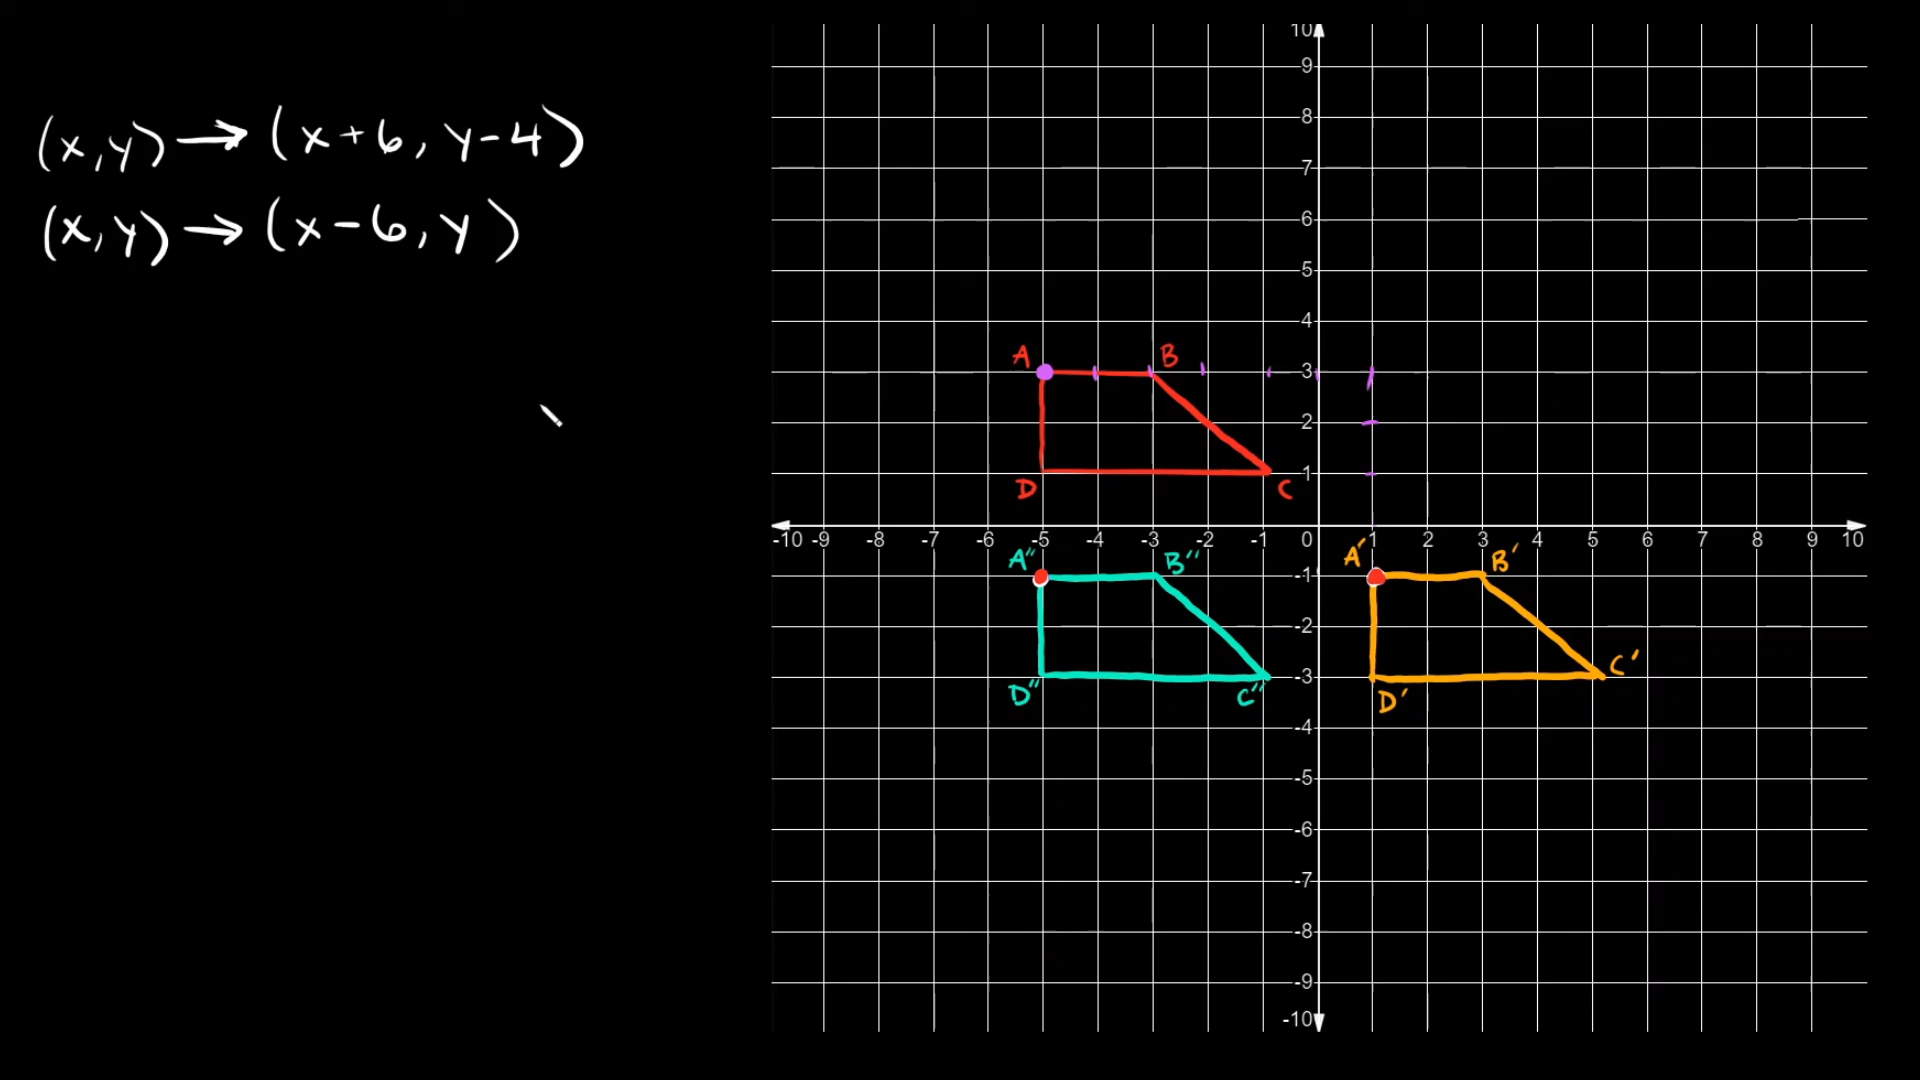 (x,y) → (x+6, y-4)
(x,y) → (x-6, y)
10
9
8
7
6
5
4
A B 3
2
1
D C
-10 -9 -8 -7 -6 -5 -4 -3 -2 -1 0 1 2 3 4 5 6 7 8 9 10
A" B" A' B'
-1
-2
-3 C'
D" C" D'
-4
-5
-6
-7
-8
-9
-10